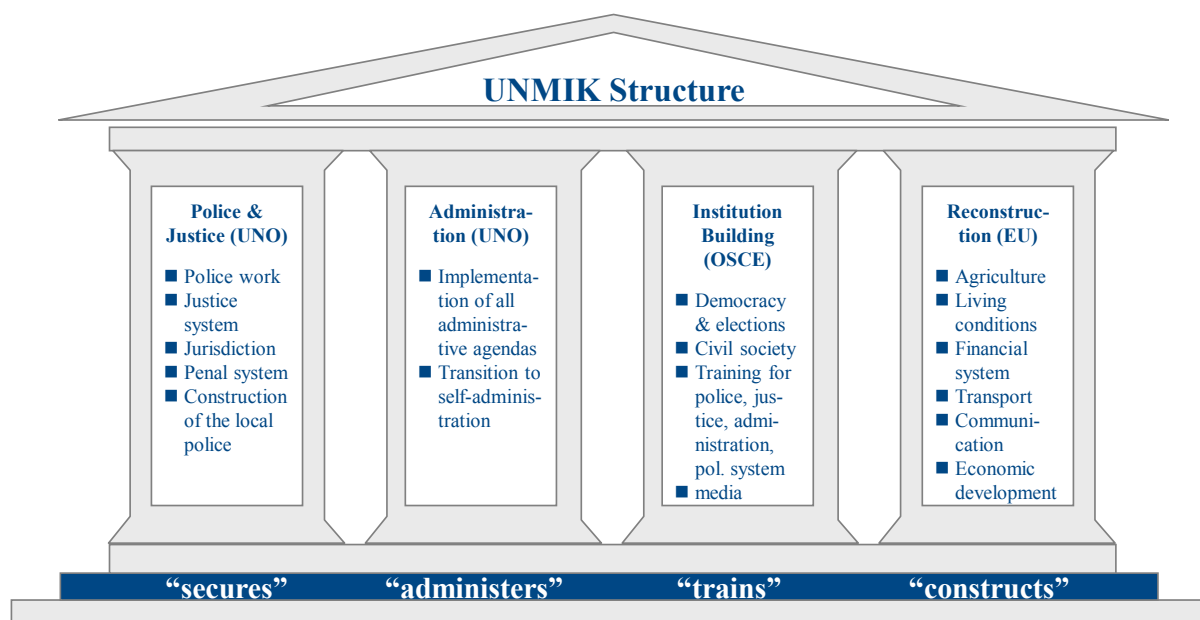 UNMIK Structure
Police &
Justice (UNO)
■ Police work
■ Justice
system
■ Jurisdiction
■ Penal system
■ Construction
of the local
police
Administra-
tion (UNO)
■ Implementa-
tion of all
administra-
tive agendas
■ Transition to
self-adminis-
tration
Institution
Building
(OSCE)
■ Democracy
& elections
■ Civil society
■ Training for
police, jus-
tice, admi-
nistration,
pol. system
■ media
Reconstruc-
tion (EU)
■ Agriculture
■ Living
conditions
■ Financial
system
■ Transport
■ Communi-
cation
■ Economic
development
“secures” “administers” “trains” “constructs”